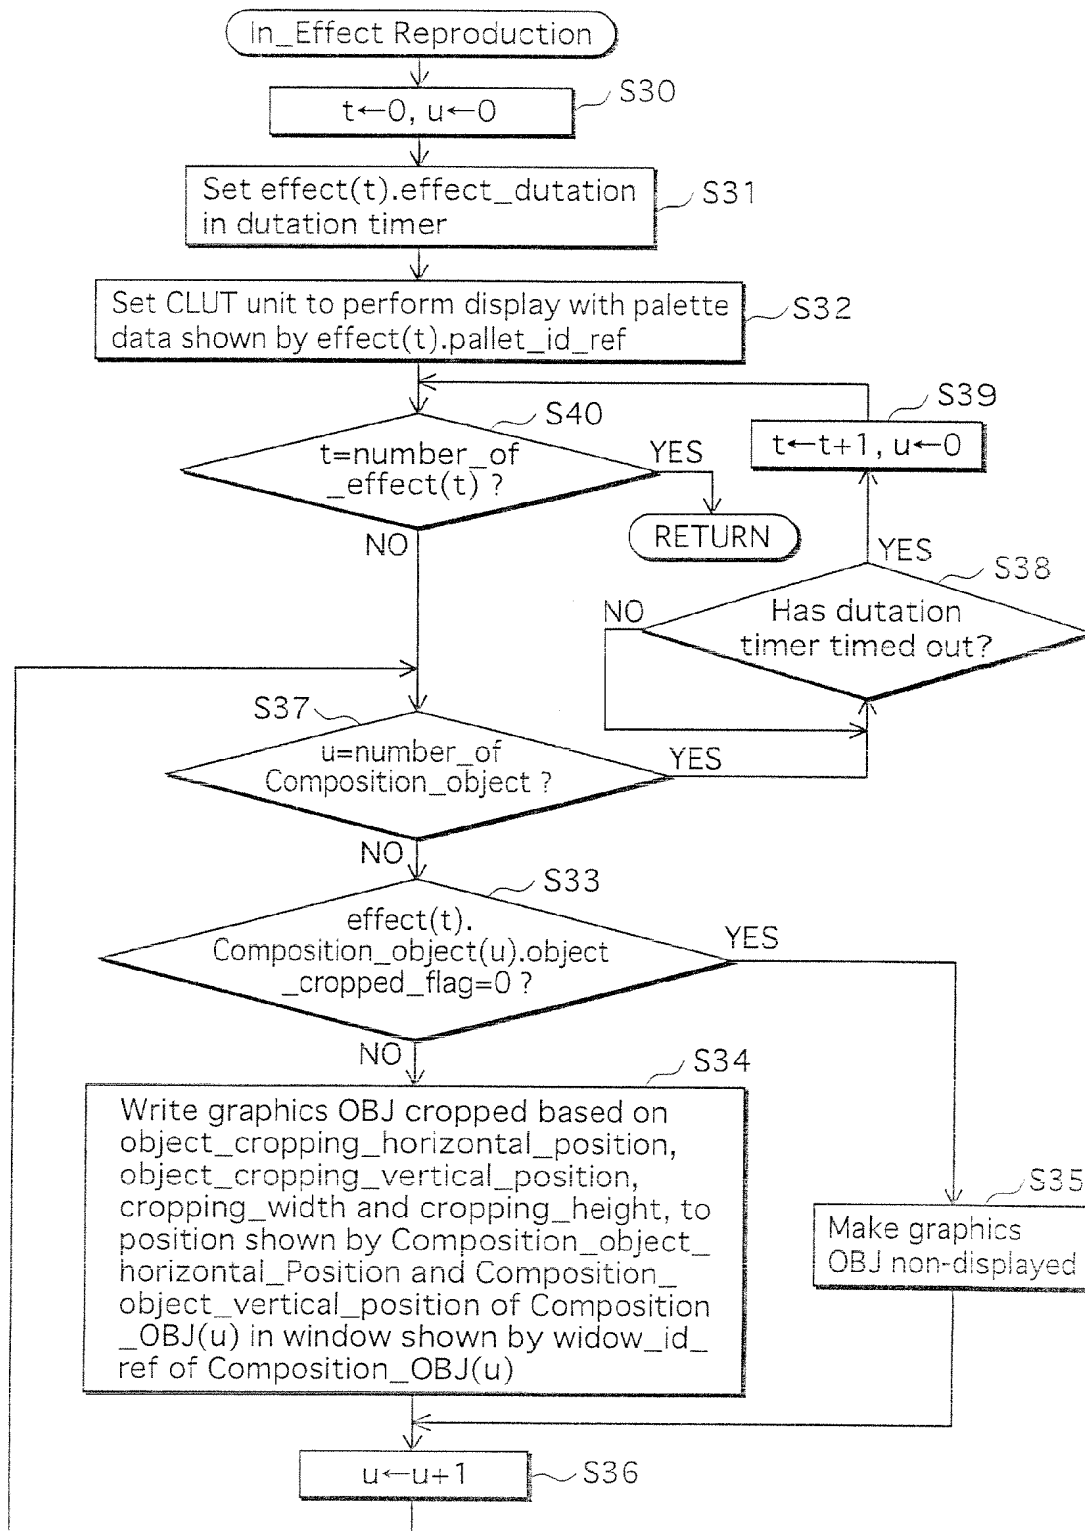 In_Effect Reproduction
S30
t←0, u←0
S31
Set effect(t).effect_dutation
in dutation timer
S32
Set CLUT unit to perform display with palette
data shown by effect(t).pallet_id_ref
S39
t←t+1, u←0
S40
t=number_of
_effect(t) ?
YES
RETURN
NO
YES
S38
Has dutation
timer timed out?
NO
S37
u=number_of
Composition_object ?
YES
NO
S33
effect(t).
Composition_object(u).object
_cropped_flag=0 ?
YES
NO
S34
Write graphics OBJ cropped based on
object_cropping_horizontal_position,
object_cropping_vertical_position,
cropping_width and cropping_height, to
position shown by Composition_object_
horizontal_Position and Composition_
object_vertical_position of Composition
_OBJ(u) in window shown by widow_id_
ref of Composition_OBJ(u)
S35
Make graphics
OBJ non-displayed
u←u+1
S36